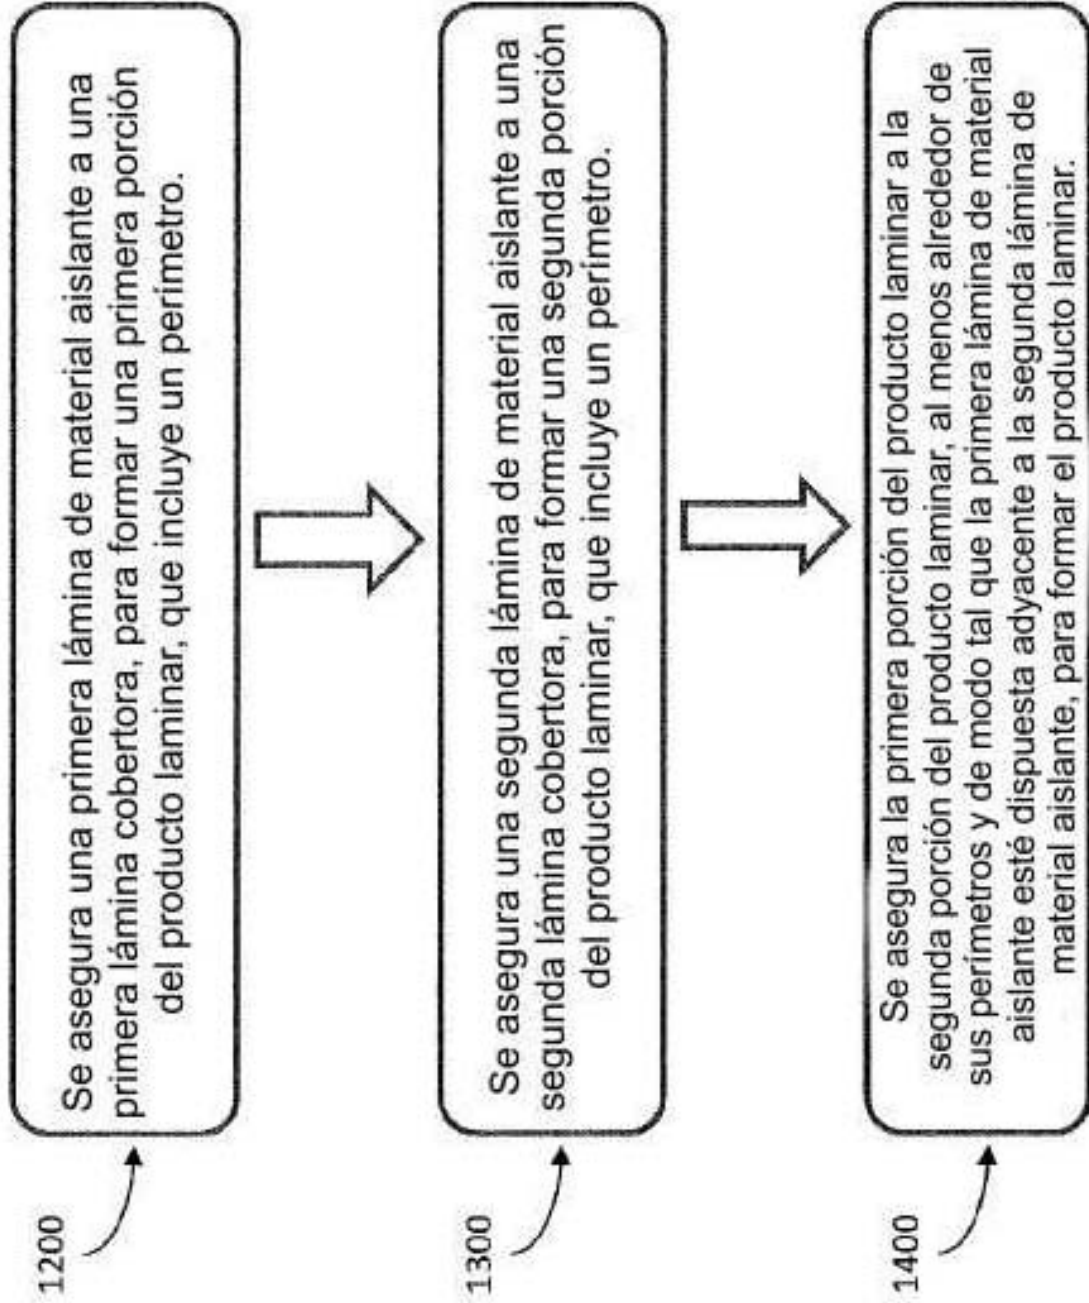 1200
Se asegura una primera lámina de material aislante a una
primera lámina cobertora, para formar una primera porción
del producto laminar, que incluye un perímetro.
1300
Se asegura una segunda lámina de material aislante a una
segunda lámina cobertora, para formar una segunda porción
del producto laminar, que incluye un perímetro.
1400
Se asegura la primera porción del producto laminar a la
segunda porción del producto laminar, al menos alrededor de
sus perímetros y de modo tal que la primera lámina de material
aislante esté dispuesta adyacente a la segunda lámina de
material aislante, para formar el producto laminar.